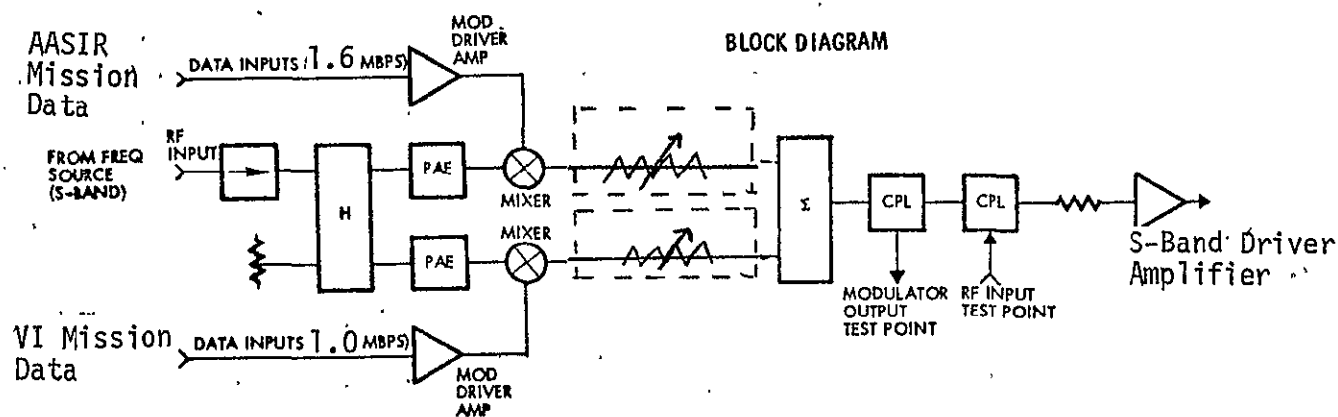 BLOCK DIAGRAM
AASIR
Mission
Data
DATA INPUTS (1.6 MBPS)
MOD
DRIVER
AMP
FROM FREQ
SOURCE
(S-BAND)
RF
INPUT
H
PAE
MIXER
PAE
MIXER
Σ
CPL
CPL
MODULATOR
OUTPUT
TEST POINT
RF INPUT
TEST POINT
S-Band Driver
Amplifier
VI Mission
Data
DATA INPUTS 1.0 MBPS)
MOD
DRIVER
AMP